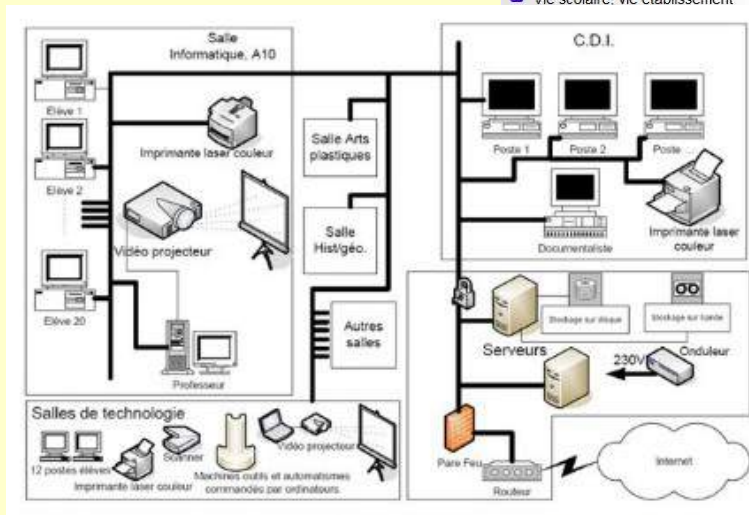 Vie scolaire, vie établissement
Salle
Informatique, A10
Elève 1
Imprimante laser couleur
Elève 2
Vidéo projecteur
Elève 20
Professeur
Salle Arts
plastiques
Salle
Hist/géo.
Autres
salles
C.D.I.
Poste 1
Poste 2
Poste ...
Documentaliste
Imprimante laser
couleur
Stockage sur disque
Stockage sur bande
Serveurs
230V
Onduleur
Pare Feu
Routeur
Internet
Salles de technologie
12 postes élèves
Scanner
Imprimante laser couleur
Vidéo projecteur
Machines outils et automatismes
commandés par ordinateurs.